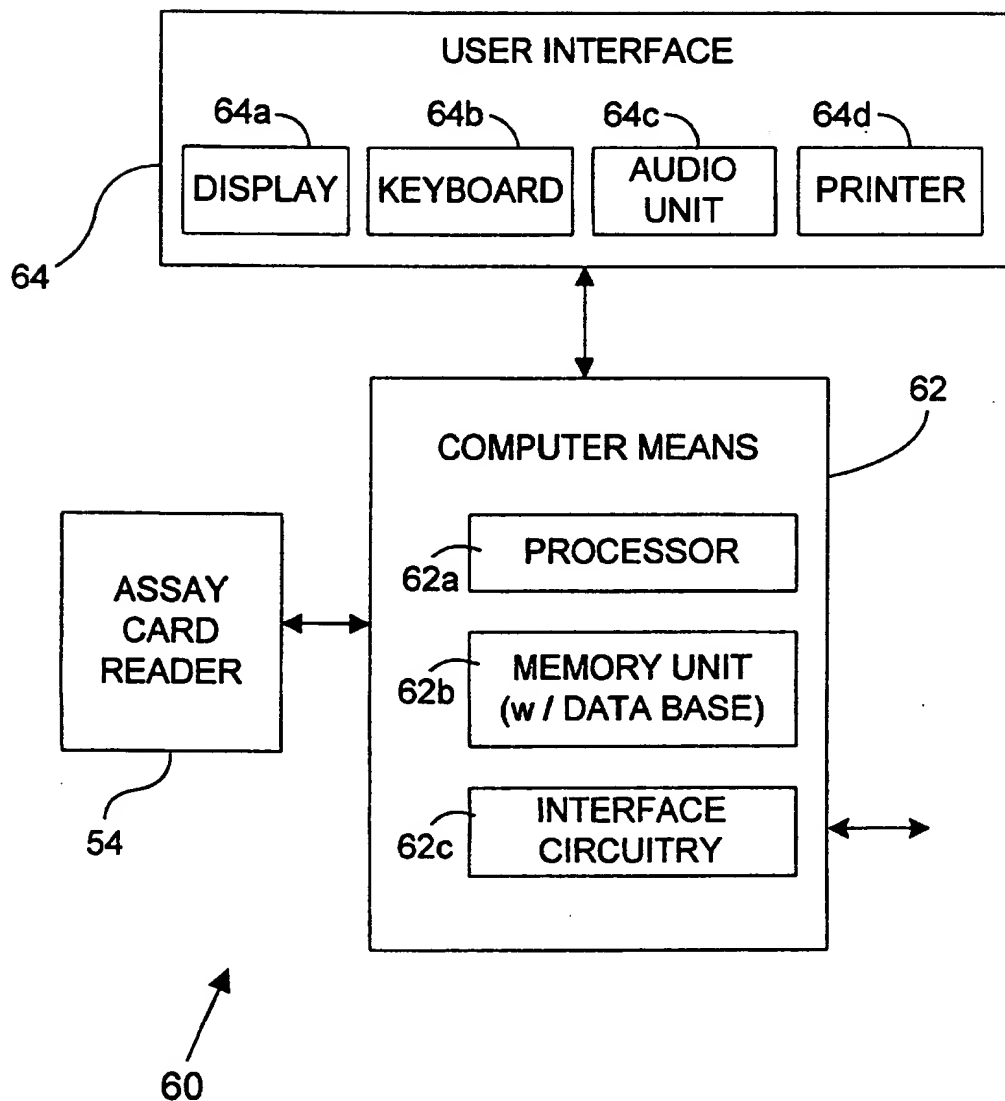 USER INTERFACE
64a
64b
64c
64d
DISPLAY
KEYBOARD
AUDIO
UNIT
PRINTER
64
62
COMPUTER MEANS
ASSAY
CARD
READER
54
PROCESSOR
62a
MEMORY UNIT
(w / DATA BASE)
62b
INTERFACE
CIRCUITRY
62c
60